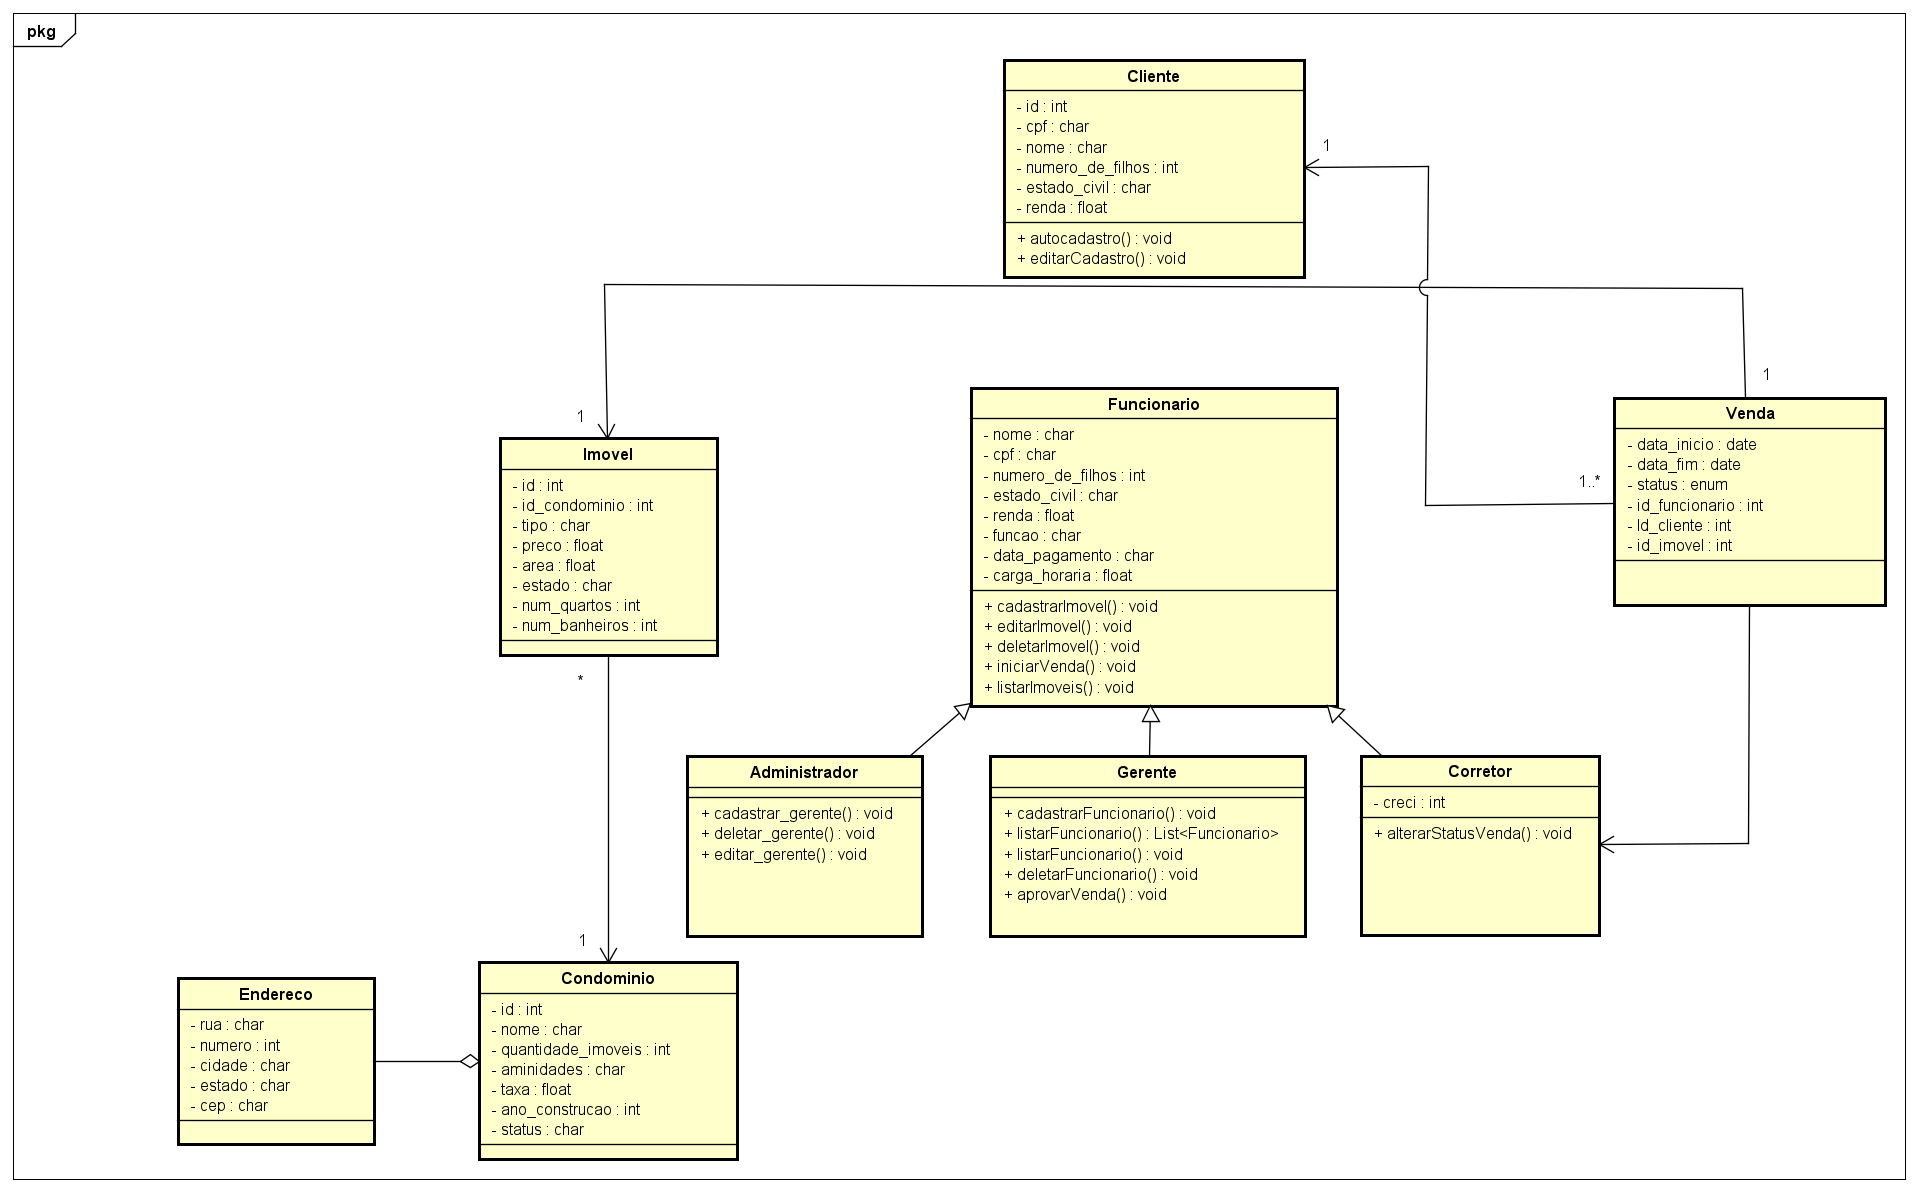 pkg
Cliente
- id : int
- cpf : char
- nome : char
- numero_de_filhos : int
- estado_civil : char
- renda : float
+ autocadastro() : void
+ editarCadastro() : void
1
1
1
1..*
Imovel
- id : int
- id_condominio : int
- tipo : char
- preco : float
- area : float
- estado : char
- num_quartos : int
- num_banheiros : int
*
1
Funcionario
- nome : char
- cpf : char
- numero_de_filhos : int
- estado_civil : char
- renda : float
- funcao : char
- data_pagamento : char
- carga_horaria : float
+ cadastrarImovel() : void
+ editarImovel() : void
+ deletarImovel() : void
+ iniciarVenda() : void
+ listarImoveis() : void
Venda
- data_inicio : date
- data_fim : date
- status : enum
- id_funcionario : int
- Id_cliente : int
- id_imovel : int
Administrador
+ cadastrar_gerente() : void
+ deletar_gerente() : void
+ editar_gerente() : void
Gerente
+ cadastrarFuncionario() : void
+ listarFuncionario() : List<Funcionario>
+ listarFuncionario() : void
+ deletarFuncionario() : void
+ aprovarVenda() : void
Corretor
- creci : int
+ alterarStatusVenda() : void
Endereco
- rua : char
- numero : int
- cidade : char
- estado : char
- cep : char
Condominio
- id : int
- nome : char
- quantidade_imoveis : int
- aminidades : char
- taxa : float
- ano_construcao : int
- status : char